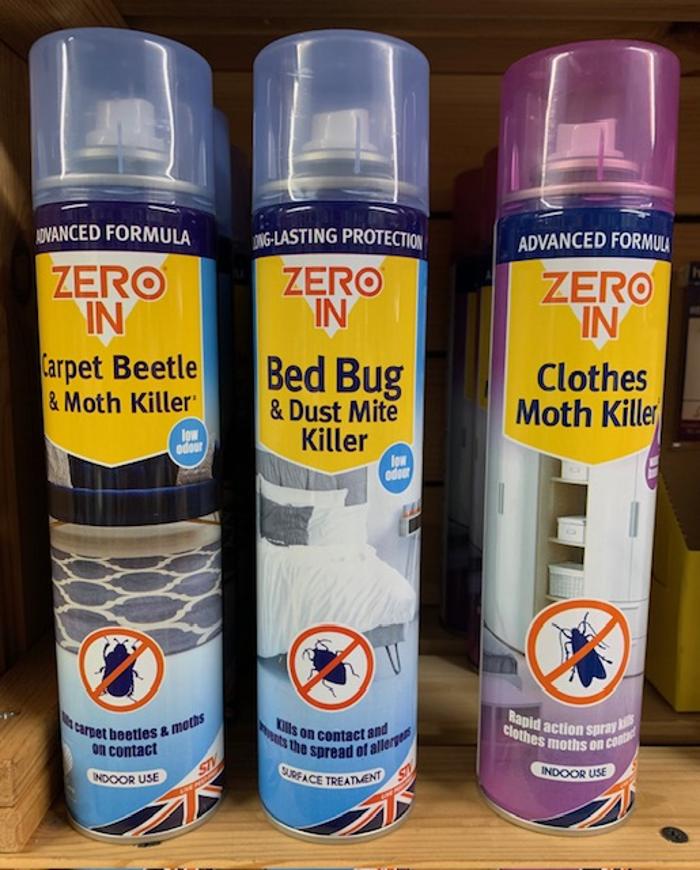 ADVANCED FORMULA
ZERO
IN
Carpet Beetle
& Moth Killer
low
odour
kills carpet beetles & moths
on contact
INDOOR USE
STV
LONG-LASTING PROTECTION
ZERO
IN
Bed Bug
& Dust Mite
Killer
low
odour
Kills on contact and
prevents the spread of allergens
SURFACE TREATMENT
STV
ADVANCED FORMULA
ZERO
IN
Clothes
Moth Killer
Rapid action spray kills
clothes moths on contact
INDOOR USE
STV